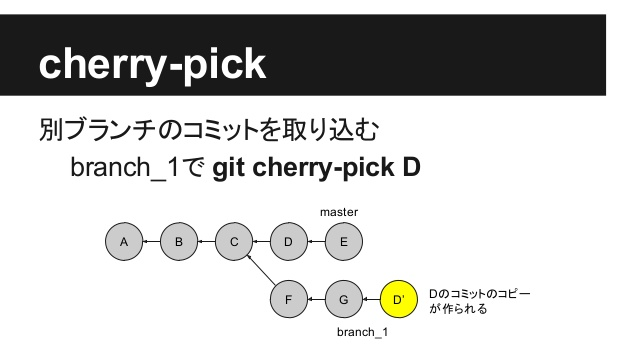 cherry-pick
別ブランチのコミットを取り込む
branch_1で git cherry-pick D
master
A B C D E
F G D'
Dのコミットのコピー
が作られる
branch_1